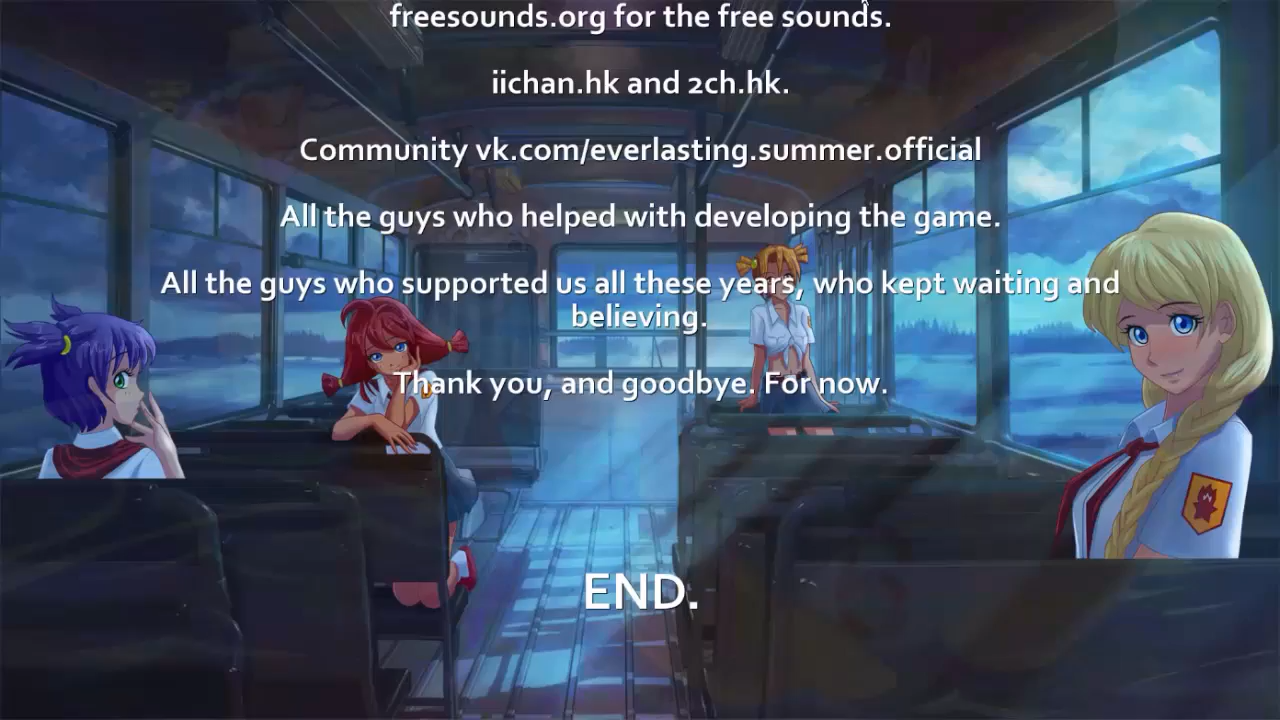 freesounds.org for the free sounds.
iichan.hk and 2ch.hk.
Community vk.com/everlasting.summer.official
All the guys who helped with developing the game.
All the guys who supported us all these years, who kept waiting and
believing.
Thank you, and goodbye. For now.
END.